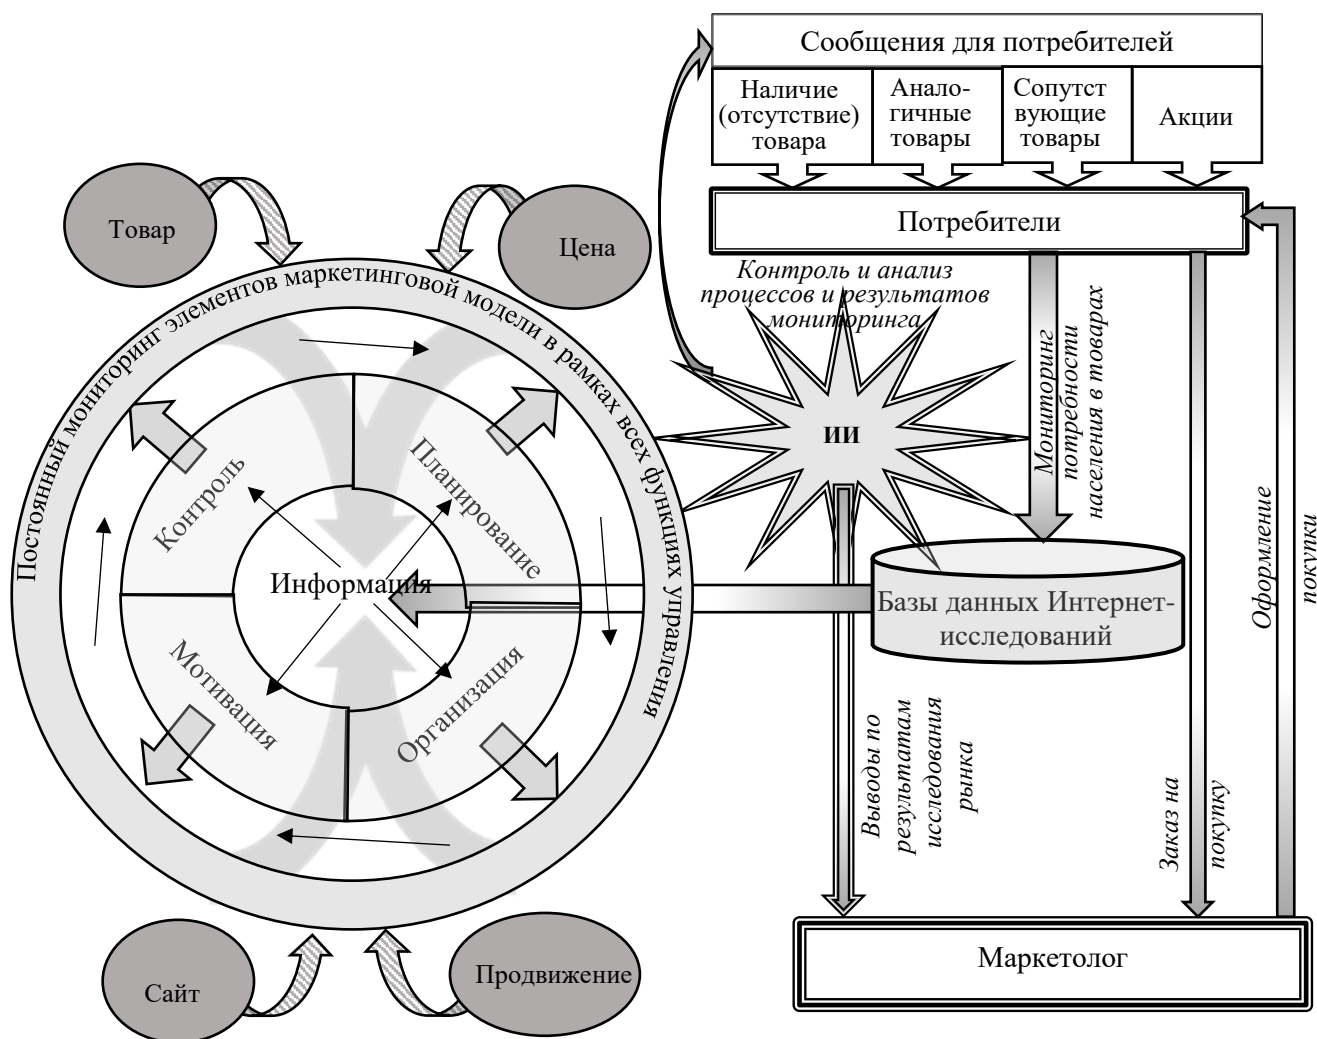 Сообщения для потребителей
Наличие
(отсутствие)
товара
Анало-
гичные
товары
Сопутст
вующие
товары
Акции
Потребители
Товар
Цена
Контроль и анализ
процессов и результатов
мониторинга
Постоянный мониторинг элементов маркетинговой модели в рамках всех функциях управления
Мониторинг
потребности
населения в товарах
ИИ
Контроль
Планирование
Информация
Мотивация
Организация
Базы данных Интернет-
исследований
Оформление
покупки
Выводы по
результатам
исследования
рынка
Заказ на
покупку
Сайт
Продвижение
Маркетолог